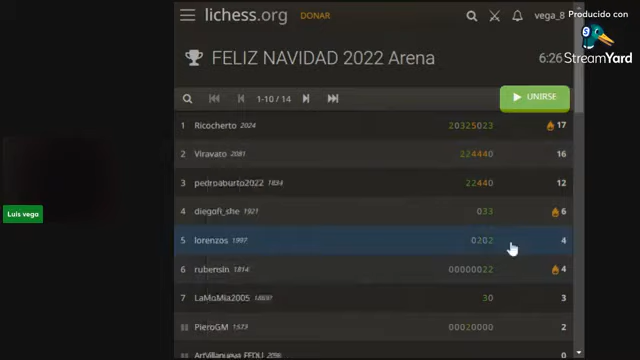 lichess.org DONAR vega_8 Producido con
StreamYard
FELIZ NAVIDAD 2022 Arena 6:26
1-10 / 14 UNIRSE
1 Ricocherto 2024 20325023 17
2 Viravato 2081 224440 16
3 pedroaburto2022 1834 22440 12
4 diegofi_she 1921 033 6
Luis vega
5 lorenzos 1997 0202 4
6 rubensin 1814 00000022 4
7 LaMoMia2005 30 3
PieroGM 1573 00020000 2